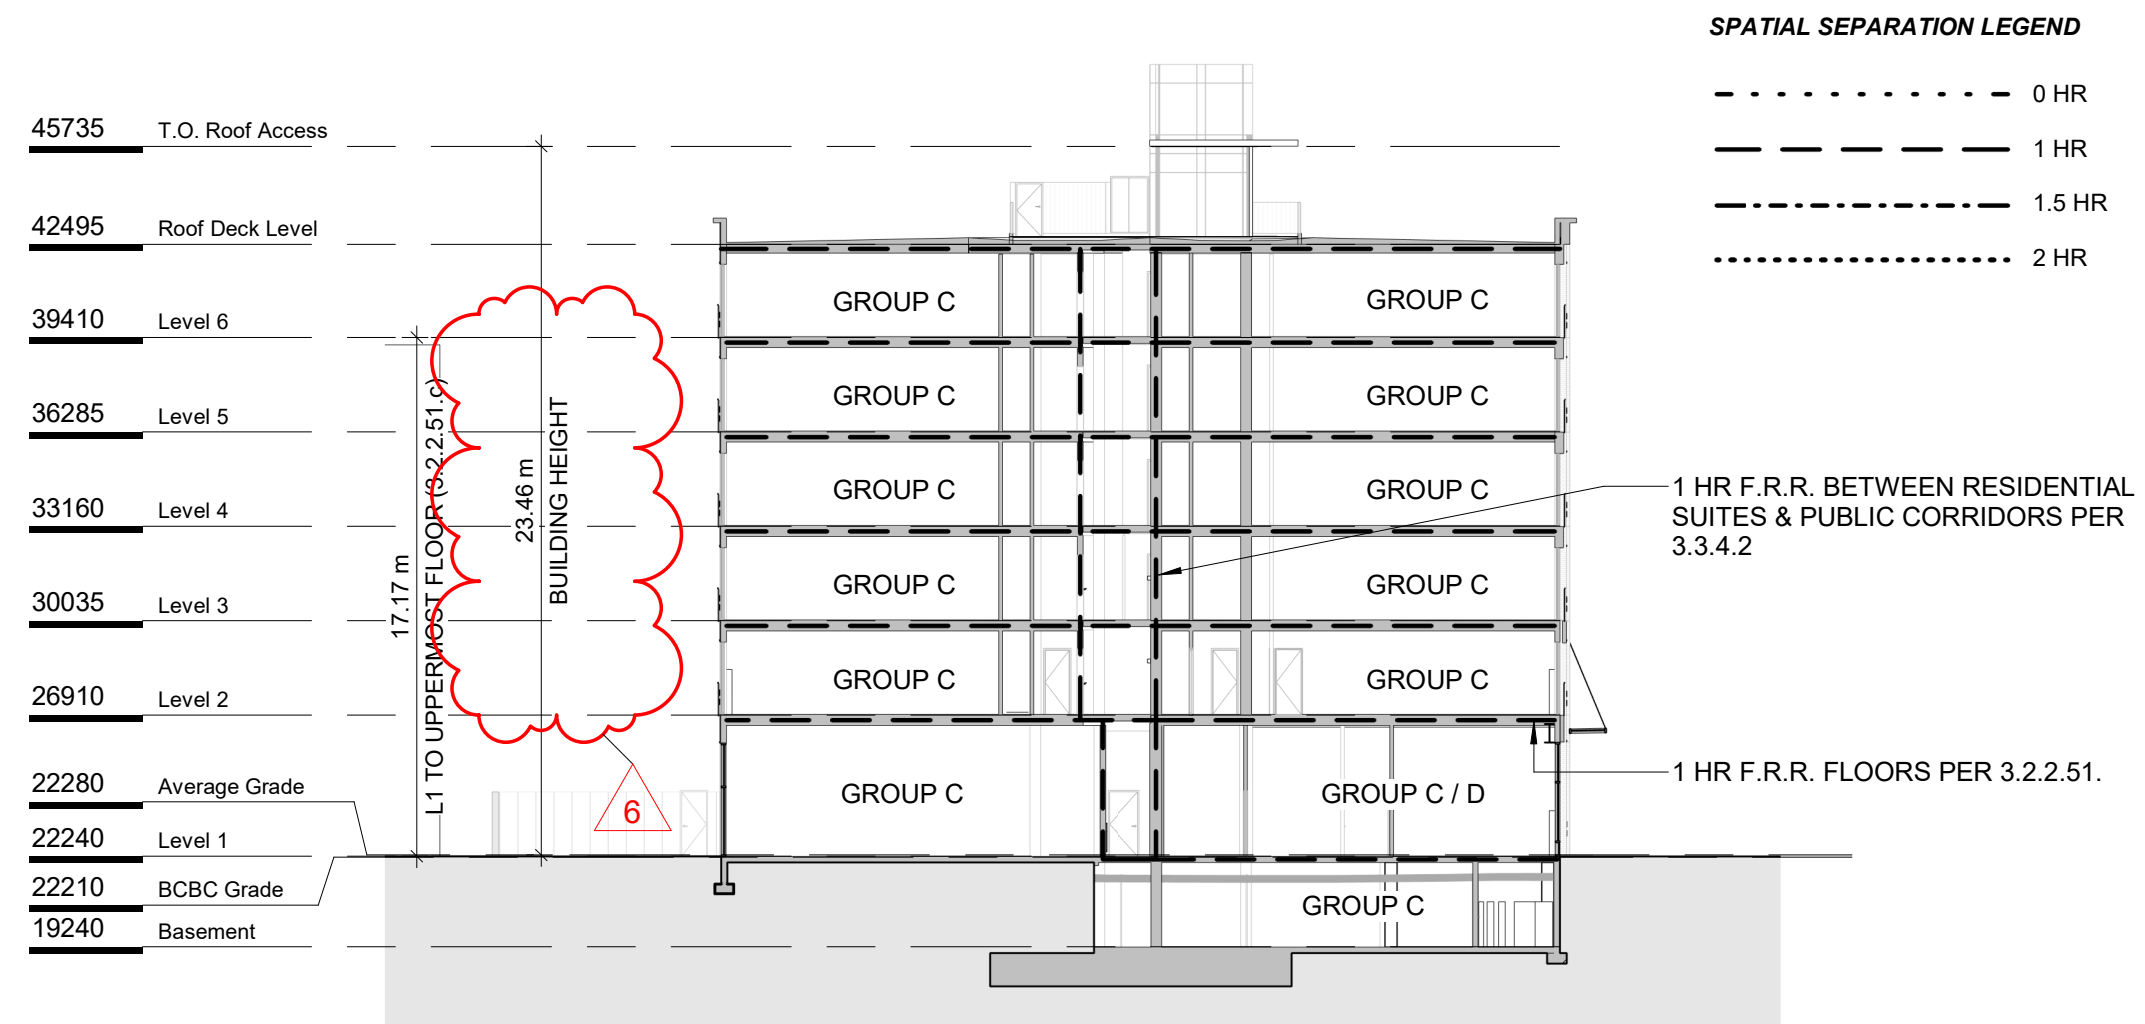 SPATIAL SEPARATION LEGEND
0 HR
1 HR
1.5 HR
2 HR
45735 T.O. Roof Access
42495 Roof Deck Level
39410 Level 6
36285 Level 5
33160 Level 4
30035 Level 3
26910 Level 2
22280 Average Grade
22240 Level 1
22210 BCBC Grade
19240 Basement
17.17 m
L1 TO UPPERMOST FLOOR (3.2.2.51.c)
23.46 m
BUILDING HEIGHT
6
GROUP C
GROUP C
GROUP C
GROUP C
GROUP C
GROUP C
GROUP C
GROUP C
GROUP C
GROUP C
GROUP C
GROUP C / D
GROUP C
1 HR F.R.R. BETWEEN RESIDENTIAL
SUITES & PUBLIC CORRIDORS PER
3.3.4.2
1 HR F.R.R. FLOORS PER 3.2.2.51.